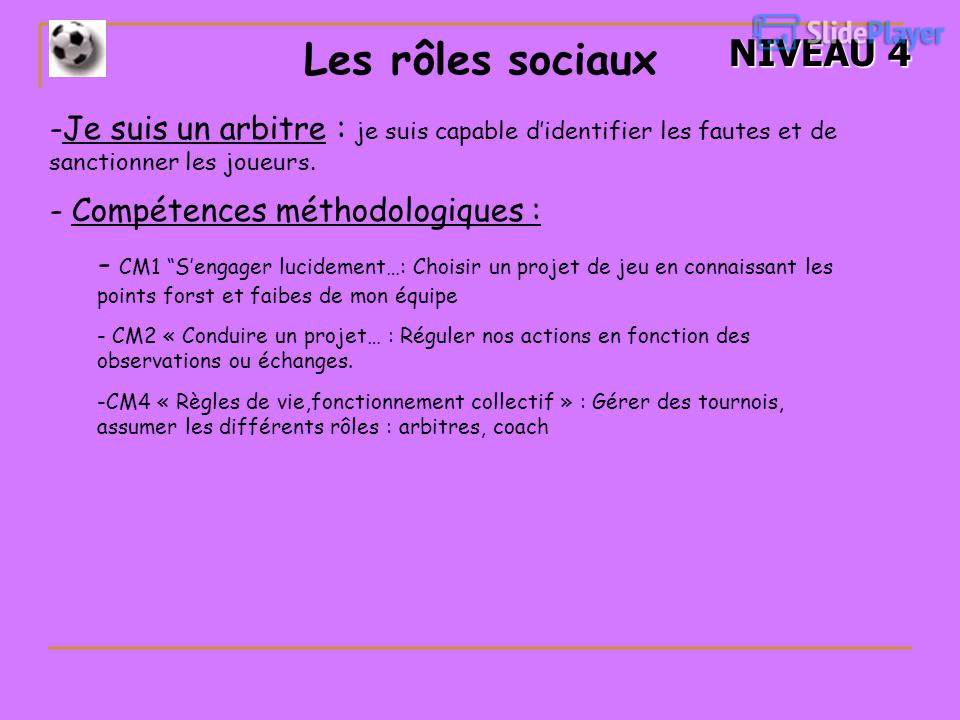 SlidePlayer
Les rôles sociaux
NIVEAU 4
-Je suis un arbitre : je suis capable d’identifier les fautes et de
sanctionner les joueurs.
- Compétences méthodologiques :
- CM1 “S’engager lucidement…: Choisir un projet de jeu en connaissant les
points forst et faibes de mon équipe
- CM2 « Conduire un projet… : Réguler nos actions en fonction des
observations ou échanges.
-CM4 « Règles de vie,fonctionnement collectif » : Gérer des tournois,
assumer les différents rôles : arbitres, coach